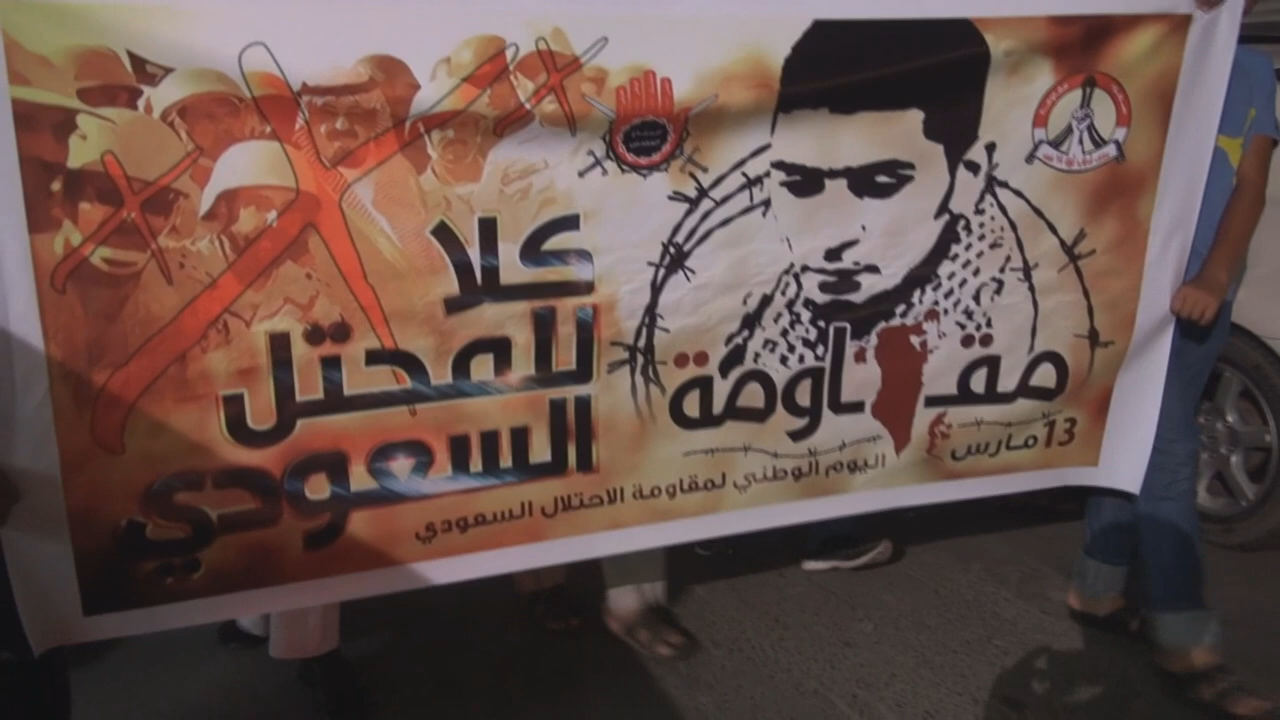 كلا
للمحتل
السعودي
مقاومة
13 مارس
اليوم الوطني لمقاومة الاحتلال السعودي